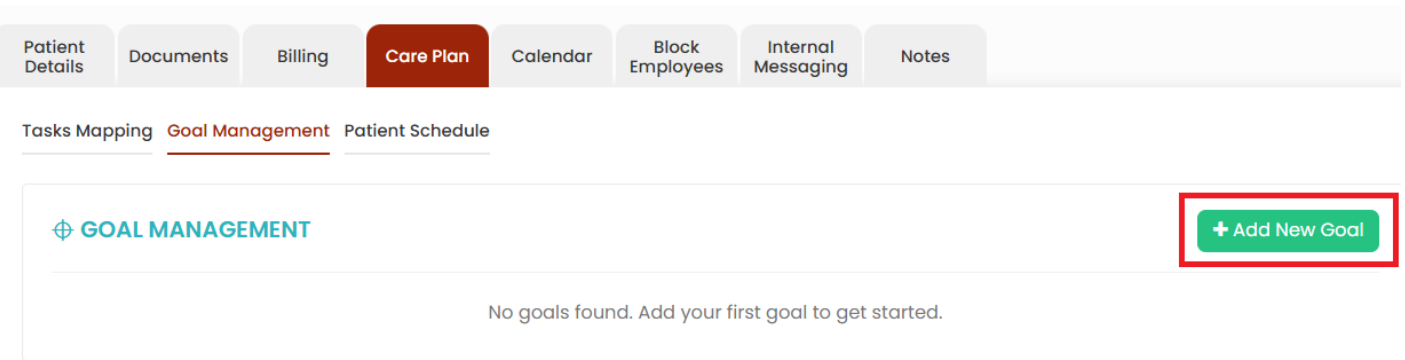 Patient Details
Documents
Billing
Care Plan
Calendar
Block Employees
Internal Messaging
Notes
Tasks Mapping
Goal Management
Patient Schedule
GOAL MANAGEMENT
+ Add New Goal
No goals found. Add your first goal to get started.